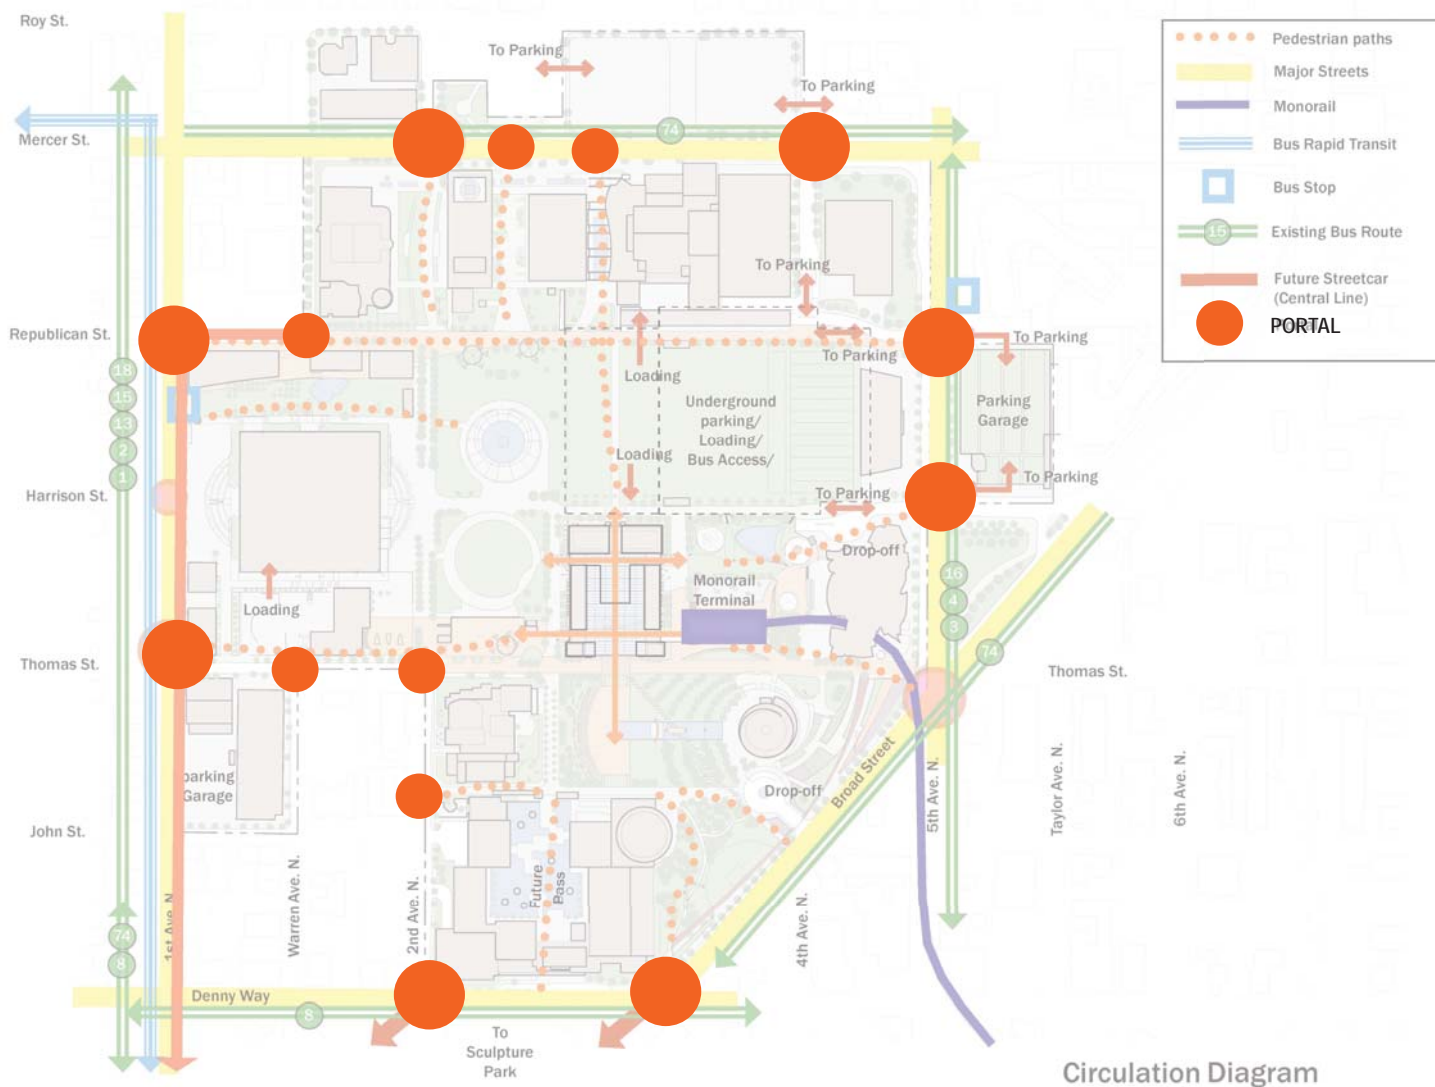 Roy St.
To Parking
To Parking
Mercer St.
74
Pedestrian paths
Major Streets
Monorail
Bus Rapid Transit
Bus Stop
15
Existing Bus Route
Future Streetcar
(Central Line)
PORTAL
To Parking
Republican St.
To Parking
To Parking
18
15
13
2
1
Loading
Underground
parking/
Loading/
Bus Access/
Parking
Garage
Loading
To Parking
To Parking
Harrison St.
Drop-off
Monorail
Terminal
Loading
16
4
3
74
Thomas St.
Thomas St.
parking
Garage
Drop-off
Broad Street
5th Ave. N.
Taylor Ave. N.
6th Ave. N.
John St.
Future
Pass
1st Ave. N
Warren Ave. N.
2nd Ave. N.
4th Ave. N.
74
8
Denny Way
8
To
Sculpture
Park
Circulation Diagram